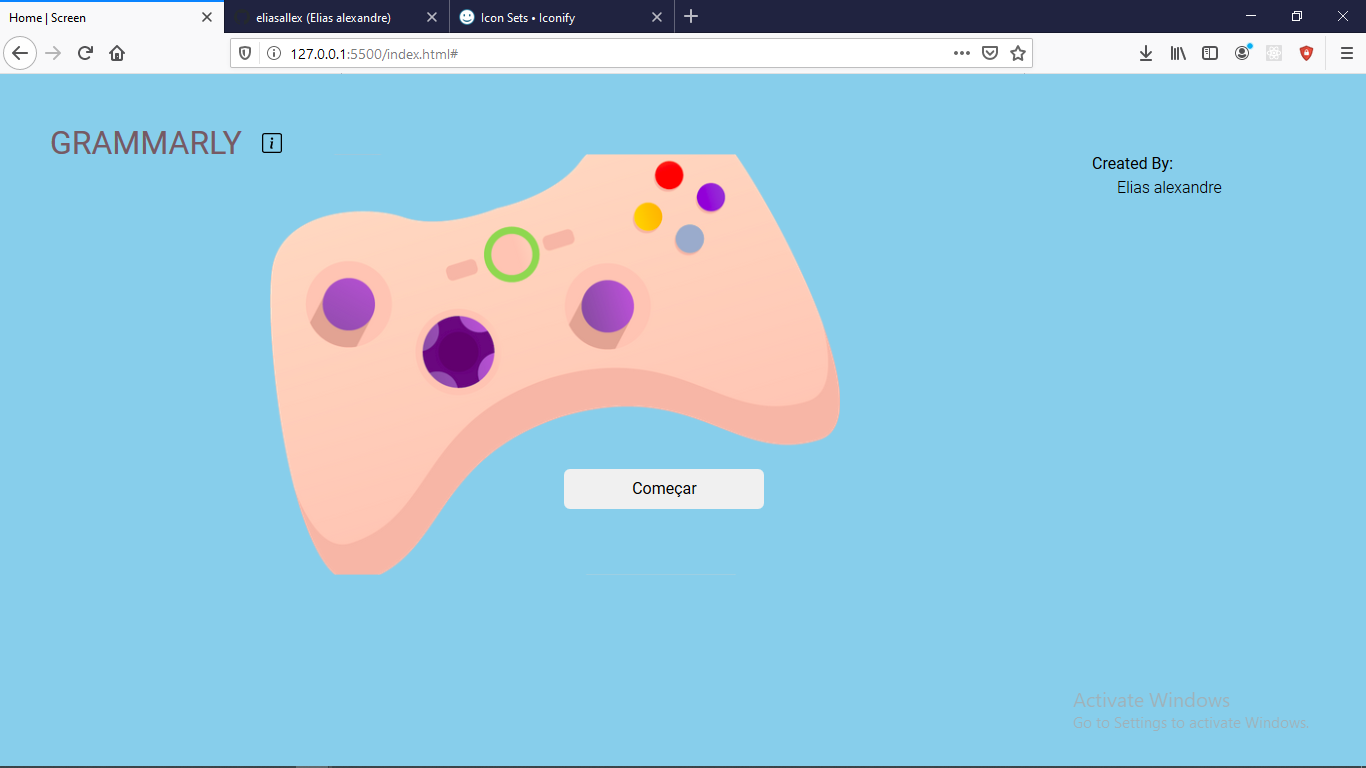 Home | Screen
eliasallex (Elias alexandre)
Icon Sets • Iconify
127.0.0.1:5500/index.html#
GRAMMARLY
Created By:
Elias alexandre
Começar
Activate Windows
Go to Settings to activate Windows.